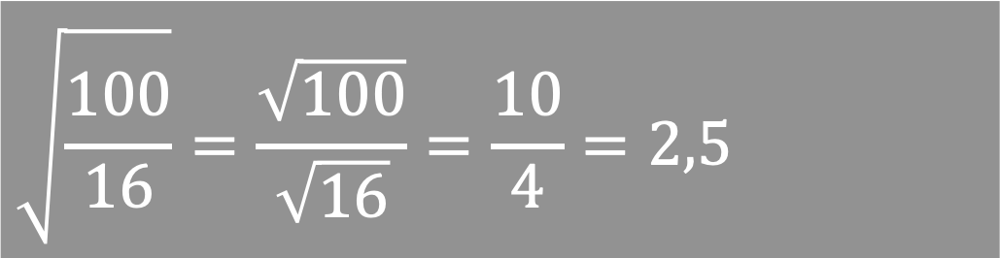 √(100/16) = √100/√16 = 10/4 = 2,5